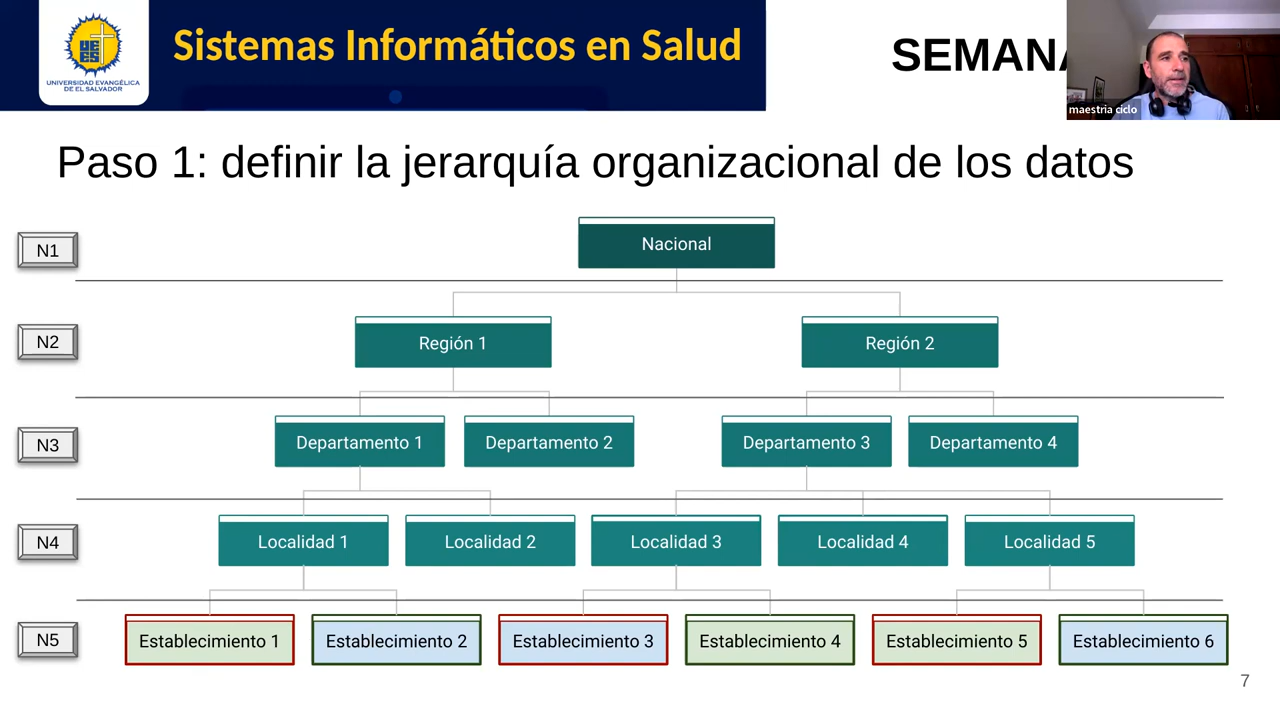 UNIVERSIDAD EVANGÉLICA
DE EL SALVADOR
Sistemas Informáticos en Salud
SEMANA
maestria ciclo
Paso 1: definir la jerarquía organizacional de los datos
N1
Nacional
N2
Región 1
Región 2
N3
Departamento 1
Departamento 2
Departamento 3
Departamento 4
N4
Localidad 1
Localidad 2
Localidad 3
Localidad 4
Localidad 5
N5
Establecimiento 1
Establecimiento 2
Establecimiento 3
Establecimiento 4
Establecimiento 5
Establecimiento 6
7